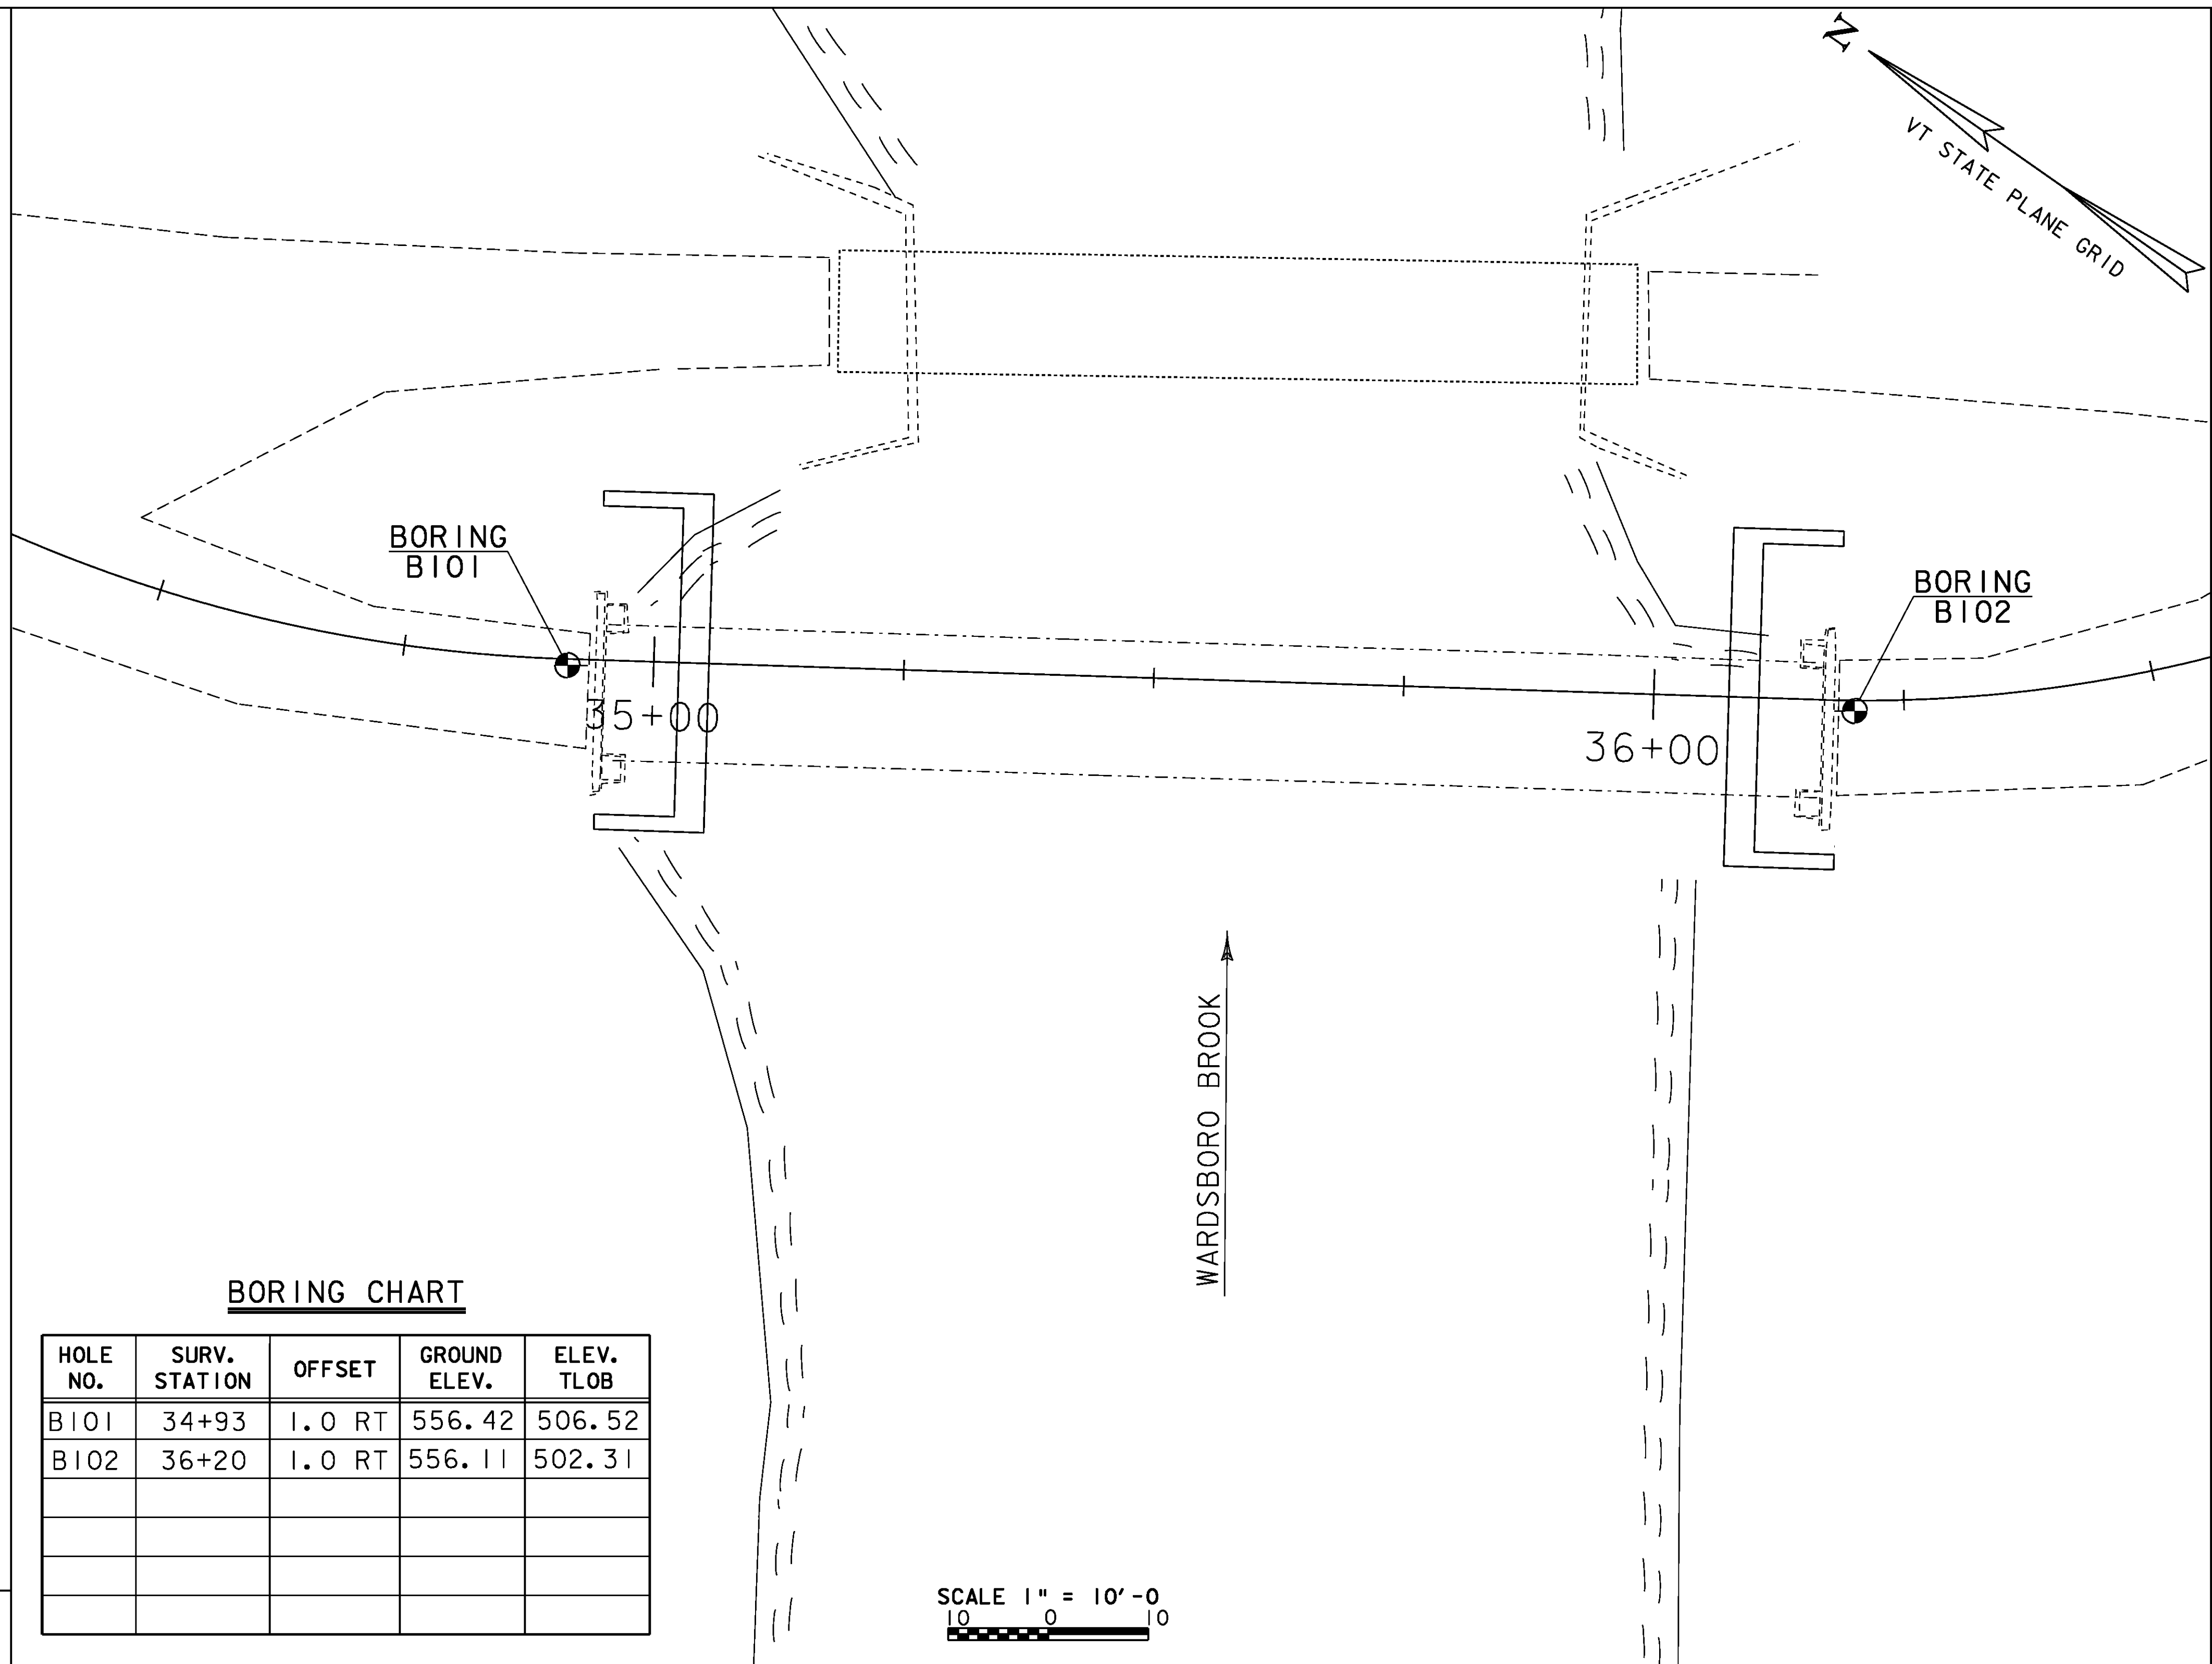 N
VT STATE PLANE GRID
BORING
B101
BORING
B102
35+00
36+00
WARDSBORO BROOK
BORING CHART
HOLE NO. SURV. STATION OFFSET GROUND ELEV. ELEV. TLOB
B101 34+93 1.0 RT 556.42 506.52
B102 36+20 1.0 RT 556.11 502.31
SCALE 1" = 10'-0
10 0 10